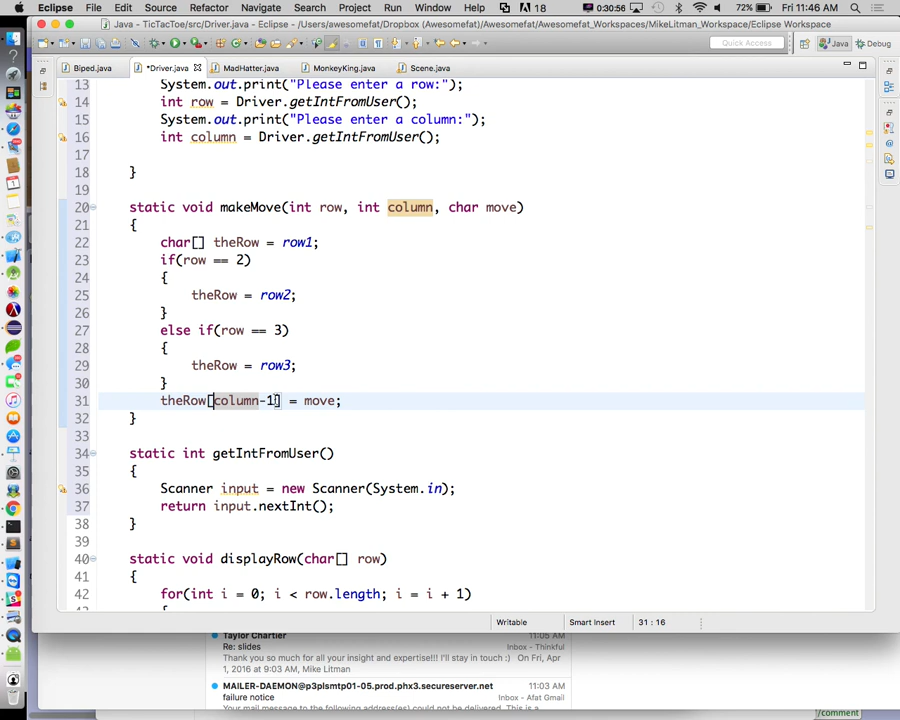 Eclipse File Edit Source Refactor Navigate Search Project Run Window Help 0:30:56 18 72% Fri 11:46 AM
Java - TicTacToe/src/Driver.java - Eclipse - /Users/awesomefat/Dropbox (Awesomefat)/Awesomefat_Workspaces/MikeLitman_Workspace/Eclipse Workspace
Quick Access Java Debug
Biped.java *Driver.java MadHatter.java MonkeyKing.java Scene.java
13 System.out.print("Please enter a row:");
14 int row = Driver.getIntFromUser();
15 System.out.print("Please enter a column:");
16 int column = Driver.getIntFromUser();
17
18 }
19
20 static void makeMove(int row, int column, char move)
21 {
22 char[] theRow = row1;
23 if(row == 2)
24 {
25 theRow = row2;
26 }
27 else if(row == 3)
28 {
29 theRow = row3;
30 }
31 theRow[column-1] = move;
32 }
33
34 static int getIntFromUser()
35 {
36 Scanner input = new Scanner(System.in);
37 return input.nextInt();
38 }
39
40 static void displayRow(char[] row)
41 {
42 for(int i = 0; i < row.length; i = i + 1)
Writable Smart Insert 31 : 16
Taylor Chartier 11:05 AM
Re: slides Inbox - Thinkful
Thank you so much for all your insight and expertise!!! I'll stay in touch :) On Fri, Apr
1, 2016 at 9:03 AM, Mike Litman
MAILER-DAEMON@p3plsmtp01-05.prod.phx3.secureserver.net 11:03 AM
failure notice Inbox - Afat Gmail
/comment